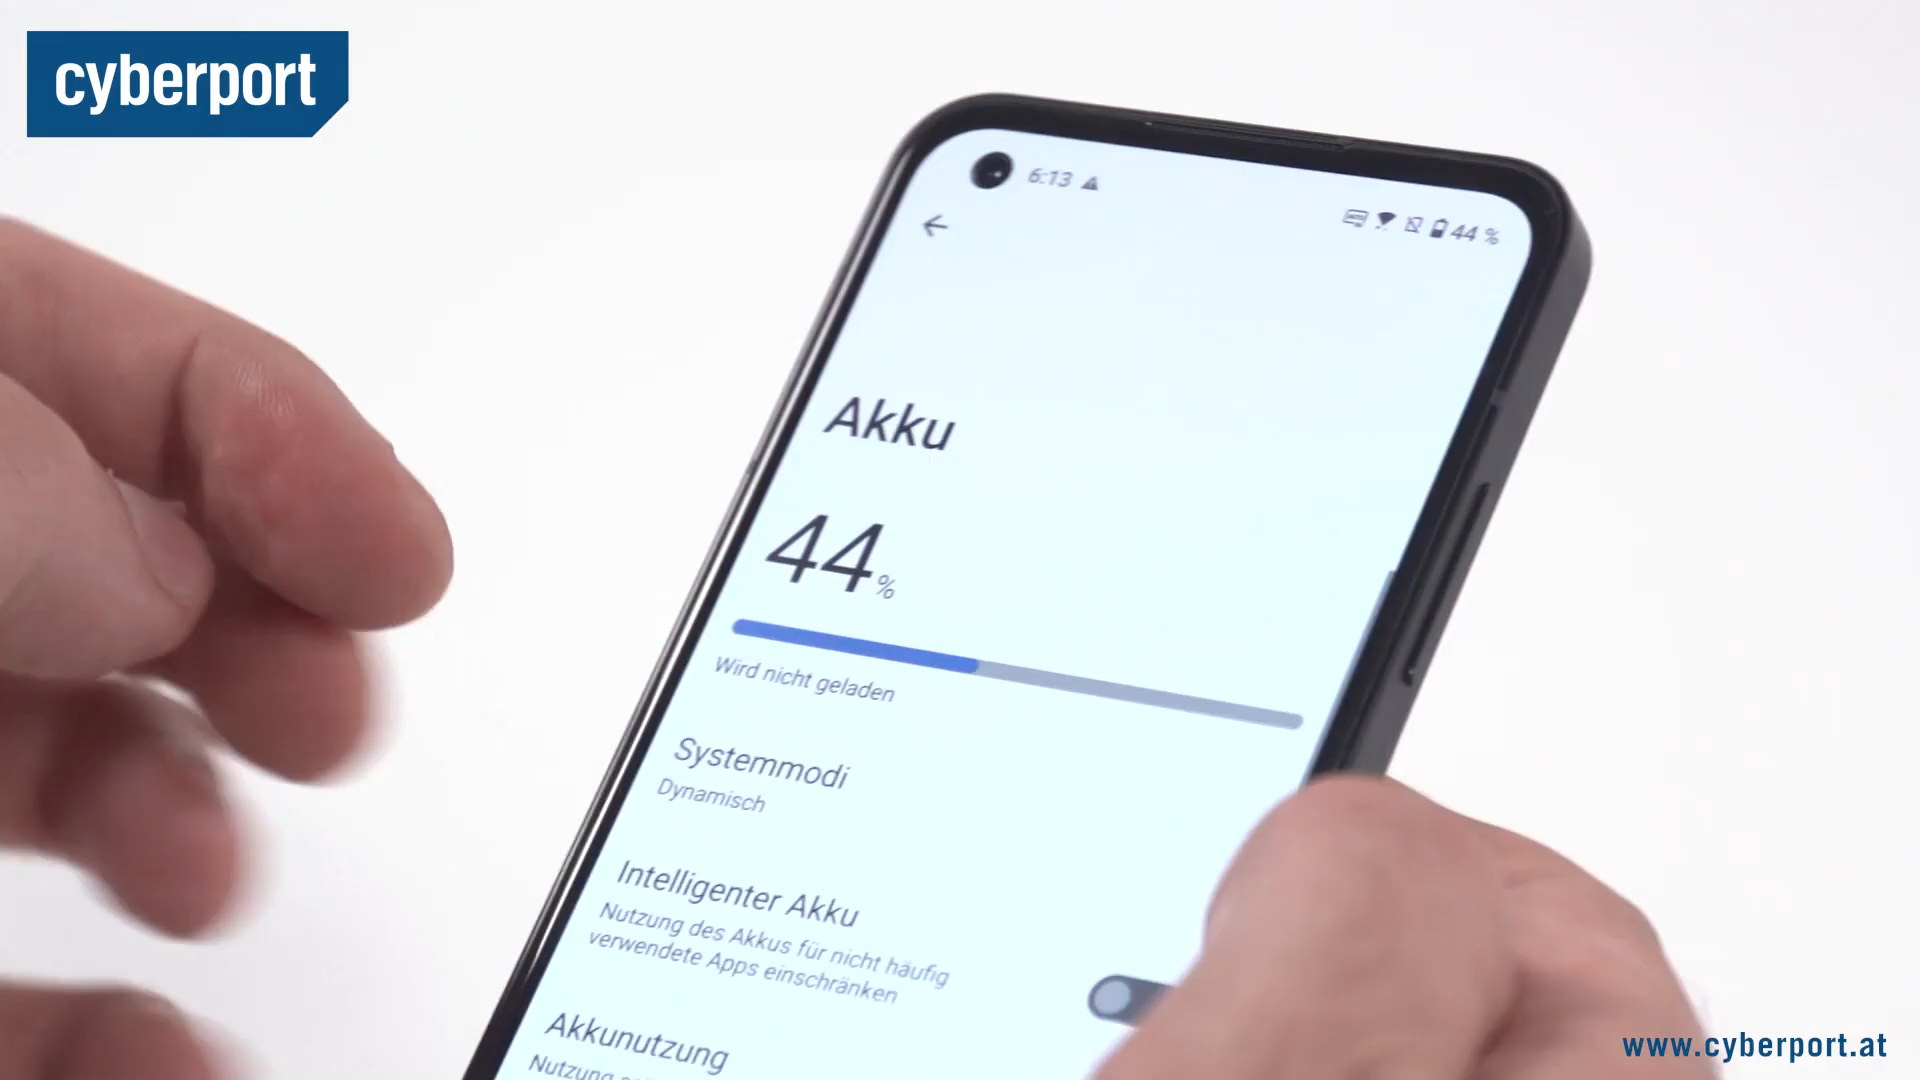 cyberport
6:13
44 %
Akku
44 %
Wird nicht geladen
Systemmodi
Dynamisch
Intelligenter Akku
Nutzung des Akkus für nicht häufig
verwendete Apps einschränken
Akkunutzung
Nutzung
www.cyberport.at